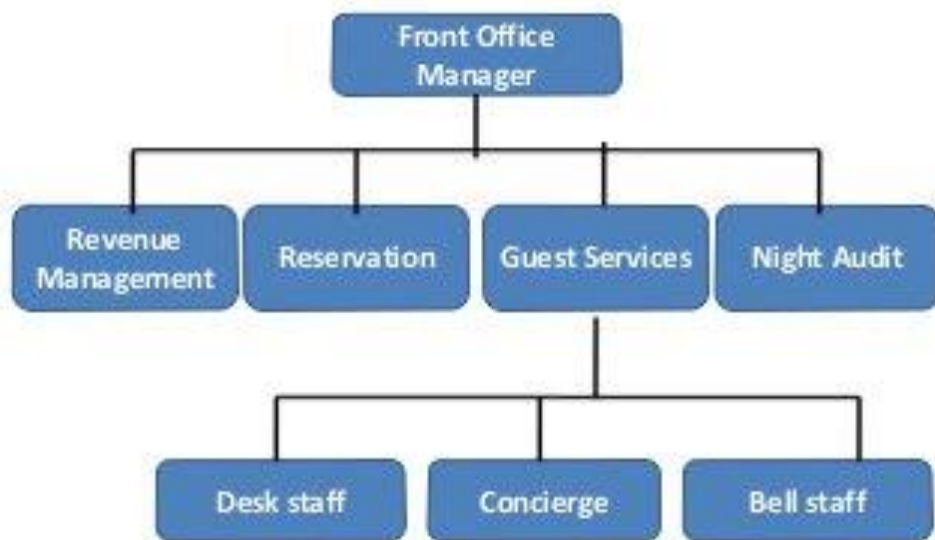 Front Office
Manager
Revenue
Management
Reservation
Guest Services
Night Audit
Desk staff
Concierge
Bell staff